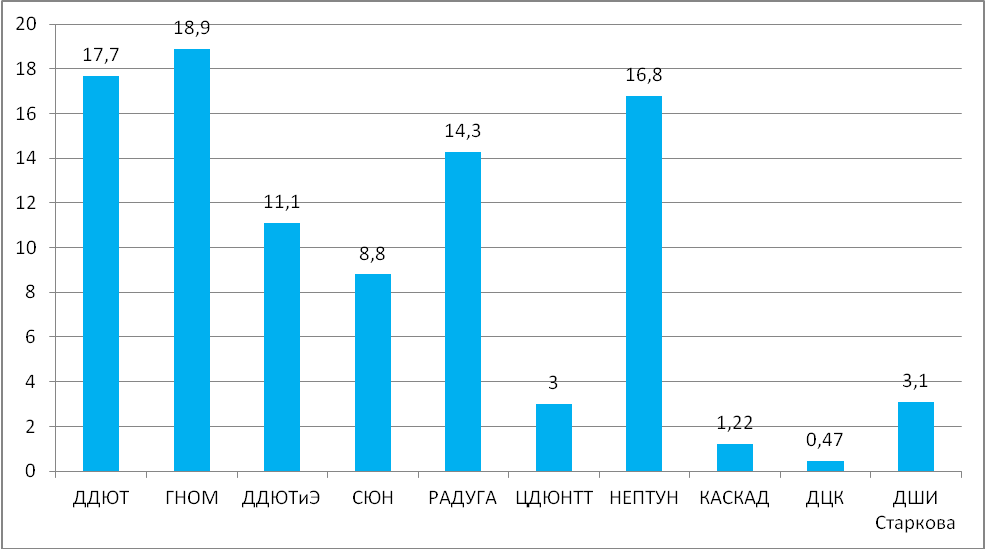 20
18
16
14
12
10
8
6
4
2
0
17,7
18,9
11,1
8,8
14,3
3
16,8
1,22
0,47
3,1
ДДЮТ
ГНОМ
ДДЮТиЭ
СЮН
РАДУГА
ЦДЮНТТ
НЕПТУН
КАСКАД
ДЦК
ДШИ
Старкова